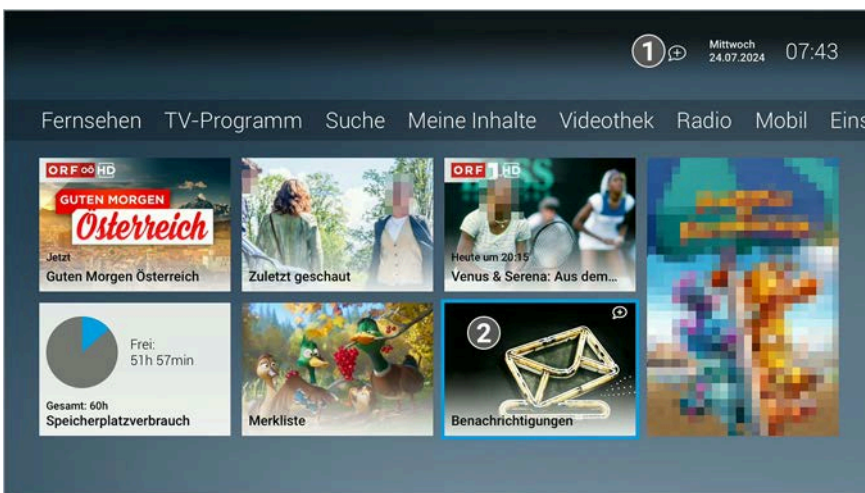 1
Mittwoch
24.07.2024
07:43
Fernsehen TV-Programm Suche Meine Inhalte Videothek Radio Mobil Eins
ORF oö HD
GUTEN MORGEN
Österreich
Jetzt
Guten Morgen Österreich
Zuletzt geschaut
ORF 1 HD
Heute um 20:15
Venus & Serena: Aus dem...
Frei:
51h 57min
Gesamt: 60h
Speicherplatzverbrauch
Merkliste
2
Benachrichtigungen